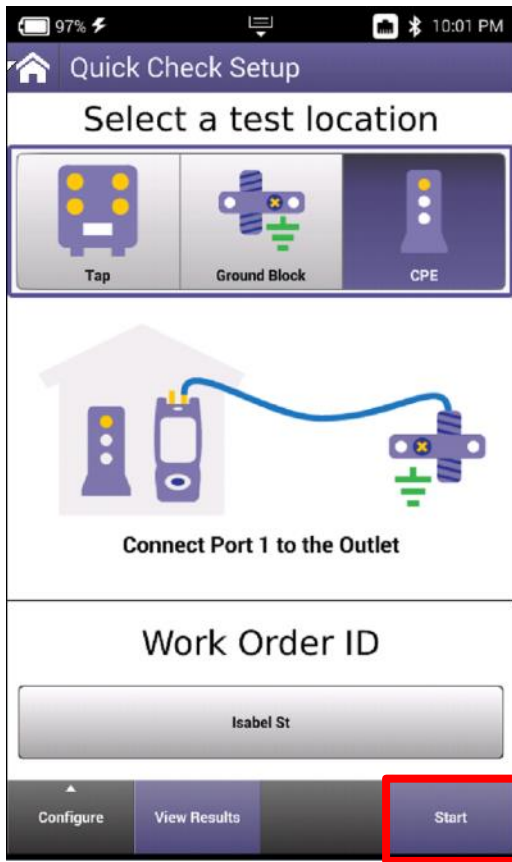 97% 10:01 PM
Quick Check Setup
Select a test location
Tap Ground Block CPE
Connect Port 1 to the Outlet
Work Order ID
Isabel St
Configure View Results Start